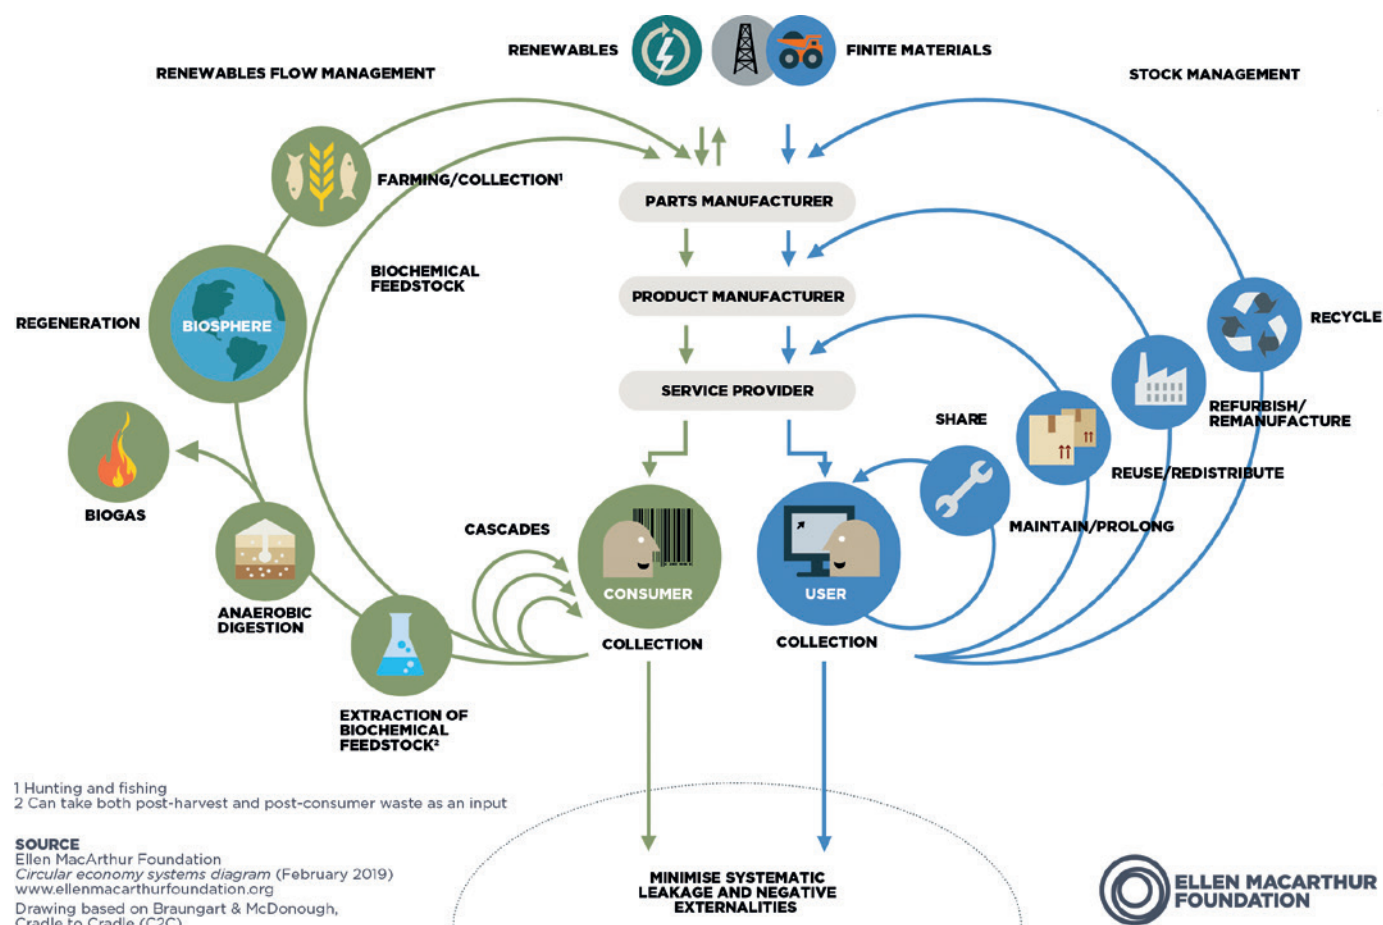 RENEWABLES
FINITE MATERIALS
RENEWABLES FLOW MANAGEMENT
STOCK MANAGEMENT
FARMING/COLLECTION¹
PARTS MANUFACTURER
BIOCHEMICAL
FEEDSTOCK
PRODUCT MANUFACTURER
REGENERATION
BIOSPHERE
RECYCLE
SERVICE PROVIDER
SHARE
REFURBISH/
REMANUFACTURE
REUSE/REDISTRIBUTE
BIOGAS
CASCADES
MAINTAIN/PROLONG
CONSUMER
USER
ANAEROBIC
DIGESTION
COLLECTION
COLLECTION
EXTRACTION OF
BIOCHEMICAL
FEEDSTOCK²
1 Hunting and fishing
2 Can take both post-harvest and post-consumer waste as an input
SOURCE
Ellen MacArthur Foundation
Circular economy systems diagram (February 2019)
www.ellenmacarthurfoundation.org
Drawing based on Braungart & McDonough,
Cradle to Cradle (C2C)
MINIMISE SYSTEMATIC
LEAKAGE AND NEGATIVE
EXTERNALITIES
ELLEN MACARTHUR
FOUNDATION